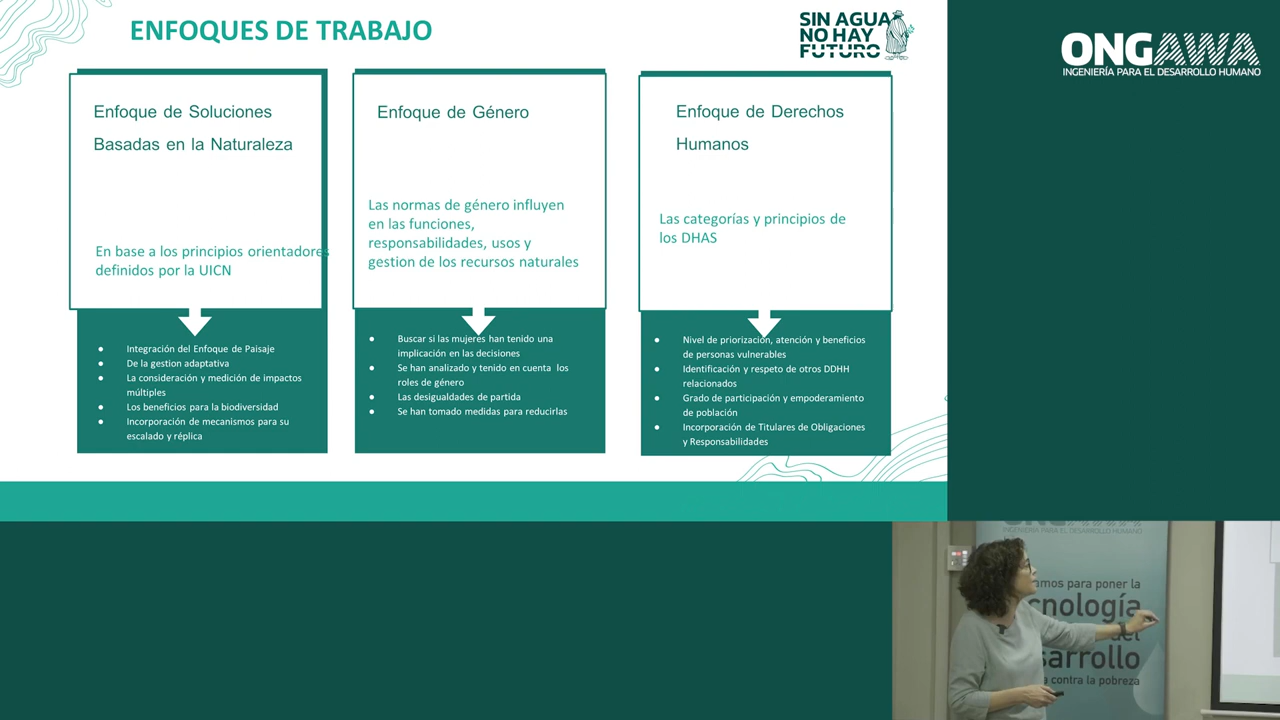 ENFOQUES DE TRABAJO
SIN AGUA
NO HAY
FUTURO
ONGAWA
INGENIERÍA PARA EL DESARROLLO HUMANO
Enfoque de Soluciones
Basadas en la Naturaleza
En base a los principios orientadores
definidos por la UICN
● Integración del Enfoque de Paisaje
● De la gestion adaptativa
● La consideración y medición de impactos
múltiples
● Los beneficios para la biodiversidad
● Incorporación de mecanismos para su
escalado y réplica
Enfoque de Género
Las normas de género influyen
en las funciones,
responsabilidades, usos y
gestion de los recursos naturales
● Buscar si las mujeres han tenido una
implicación en las decisiones
● Se han analizado y tenido en cuenta los
roles de género
● Las desigualdades de partida
● Se han tomado medidas para reducirlas
Enfoque de Derechos
Humanos
Las categorías y principios de
los DHAS
● Nivel de priorización, atención y beneficios
de personas vulnerables
● Identificación y respeto de otros DDHH
relacionados
● Grado de participación y empoderamiento
de población
● Incorporación de Titulares de Obligaciones
y Responsabilidades
INGENIERÍA PARA EL DESARROLLO HUMANO
mos para poner la
cnología
del
sarrollo
e contra la pobreza